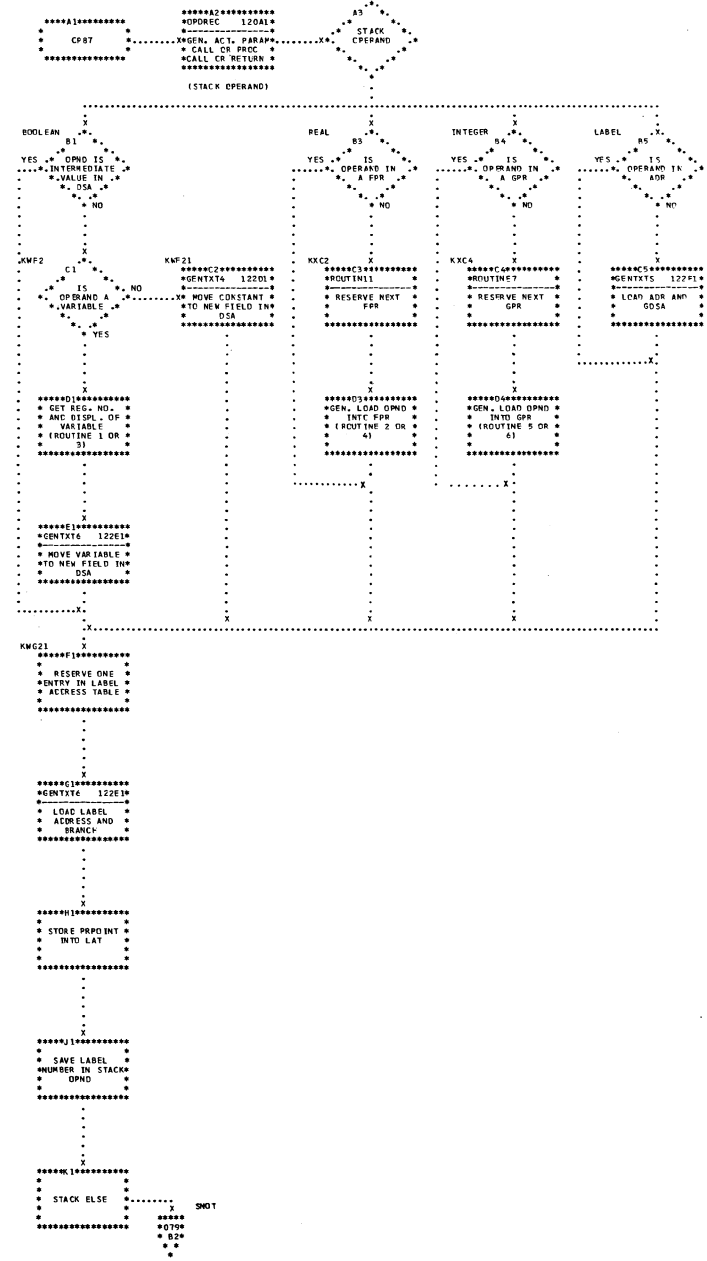 A1
CP87
A2
OPDREC 120A1
GEN. ACT. PARAM
CALL OR PROC
CALL OR RETURN
(STACK OPERAND)
A3
STACK
OPERAND
BOOLEAN
B1
YES
OPND IS
INTERMEDIATE
VALUE IN
DSA
NO
REAL
B3
YES
IS
OPERAND IN
A FPR
NO
INTEGER
B4
YES
IS
OPERAND IN
A GPR
NO
LABEL
B5
YES
IS
OPERAND IN
ADR
NO
KWF2
C1
IS
OPERAND A
VARIABLE
NO
YES
KWF21
C2
GENTXT4 122D1
MOVE CONSTANT
TO NEW FIELD IN
DSA
KXC2
C3
ROUTIN11
RESERVE NEXT
FPR
KXC4
C4
ROUTINE7
RESERVE NEXT
GPR
C5
GENTXT5 122F1
LOAD ADR AND
GDSA
D1
GET REG. NO.
AND DISPL. OF
VARIABLE
(ROUTINE 1 OR
3)
D3
GEN. LOAD OPND
INTO FPR
(ROUTINE 2 OR
4)
D4
GEN. LOAD OPND
INTO GPR
(ROUTINE 5 OR
6)
E1
GENTXT6 122E1
MOVE VARIABLE
TO NEW FIELD IN
DSA
KWG21
F1
RESERVE ONE
ENTRY IN LABEL
ADDRESS TABLE
G1
GENTXT6 122E1
LOAD LABEL
ADDRESS AND
BRANCH
H1
STORE PRPOINT
INTO LAT
J1
SAVE LABEL
NUMBER IN STACK
OPND
K1
STACK ELSE
SNOT
079
B2